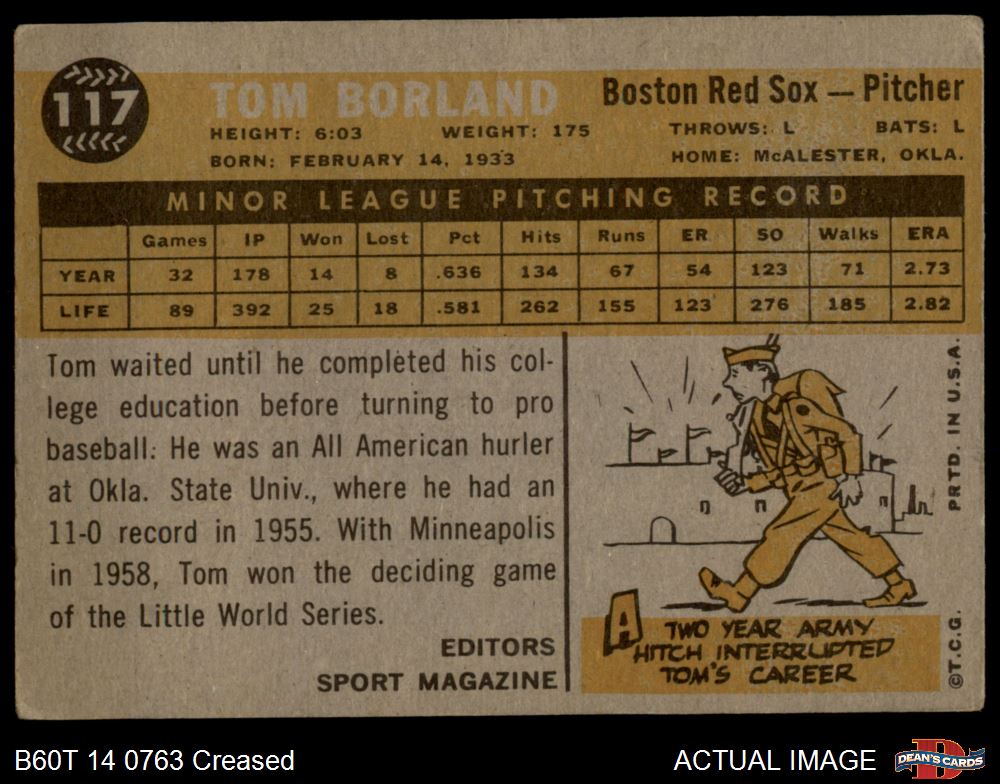 117
TOM BORLAND
Boston Red Sox — Pitcher
HEIGHT: 6:03 WEIGHT: 175 THROWS: L BATS: L
BORN: FEBRUARY 14, 1933 HOME: McALESTER, OKLA.
MINOR LEAGUE PITCHING RECORD
Games IP Won Lost Pct Hits Runs ER SO Walks ERA
YEAR 32 178 14 8 .636 134 67 54 123 71 2.73
LIFE 89 392 25 18 .581 262 155 123 276 185 2.82
Tom waited until he completed his col-
lege education before turning to pro
baseball. He was an All American hurler
at Okla. State Univ., where he had an
11-0 record in 1955. With Minneapolis
in 1958, Tom won the deciding game
of the Little World Series.
EDITORS
SPORT MAGAZINE
A TWO YEAR ARMY
HITCH INTERRUPTED
TOM'S CAREER
©T.C.G. PRTD. IN U.S.A.
B60T 14 0763 Creased
ACTUAL IMAGE
D
DEAN'S CARDS